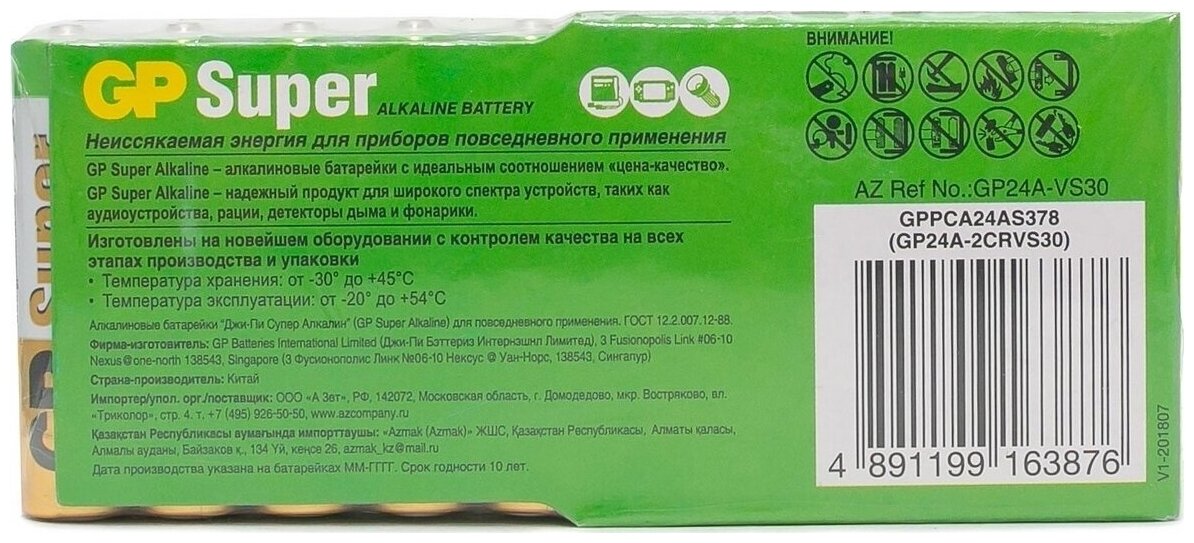 GP Super
ALKALINE BATTERY
Неиссякаемая энергия для приборов повседневного применения
GP Super Alkaline – алкалиновые батарейки с идеальным соотношением «цена-качество».
GP Super Alkaline – надежный продукт для широкого спектра устройств, таких как
аудиоустройства, рации, детекторы дыма и фонарики.
Изготовлены на новейшем оборудовании с контролем качества на всех
этапах производства и упаковки
• Температура хранения: от -30° до +45°C
• Температура эксплуатации: от -20° до +54°C
Алкалиновые батарейки "Джи-Пи Супер Алкалин" (GP Super Alkaline) для повседневного применения. ГОСТ 12.2.007.12-88.
Фирма-изготовитель: GP Batteries International Limited (Джи-Пи Бэттериз Интернэшнл Лимитед), 3 Fusionopolis Link #06-10
Nexus@one-north 138543, Singapore (3 Фусионополис Линк №06-10 Нексус @ Уан-Норс, 138543, Сингапур)
Страна-производитель: Китай
Импортер/упол. орг./поставщик: ООО «А Зет», РФ, 142072, Московская область, г. Домодедово, мкр. Востряково, вл.
«Триколор», стр. 4. т. +7 (495) 926-50-50, www.azcompany.ru
Қазақстан Республикасы аумағында импорттаушы: «Azmak (Azmak)» ЖШС, Қазақстан Республикасы, Алматы қаласы,
Алмалы ауданы, Байзаков к., 134 Уй, кеңсе 26, azmak_kz@mail.ru
Дата производства указана на батарейках ММ-ГГГГ. Срок годности 10 лет.
ВНИМАНИЕ!
AZ Ref No.:GP24A-VS30
GPPCA24AS378
(GP24A-2CRVS30)
4 891199 163876
V1-201807
GP Super